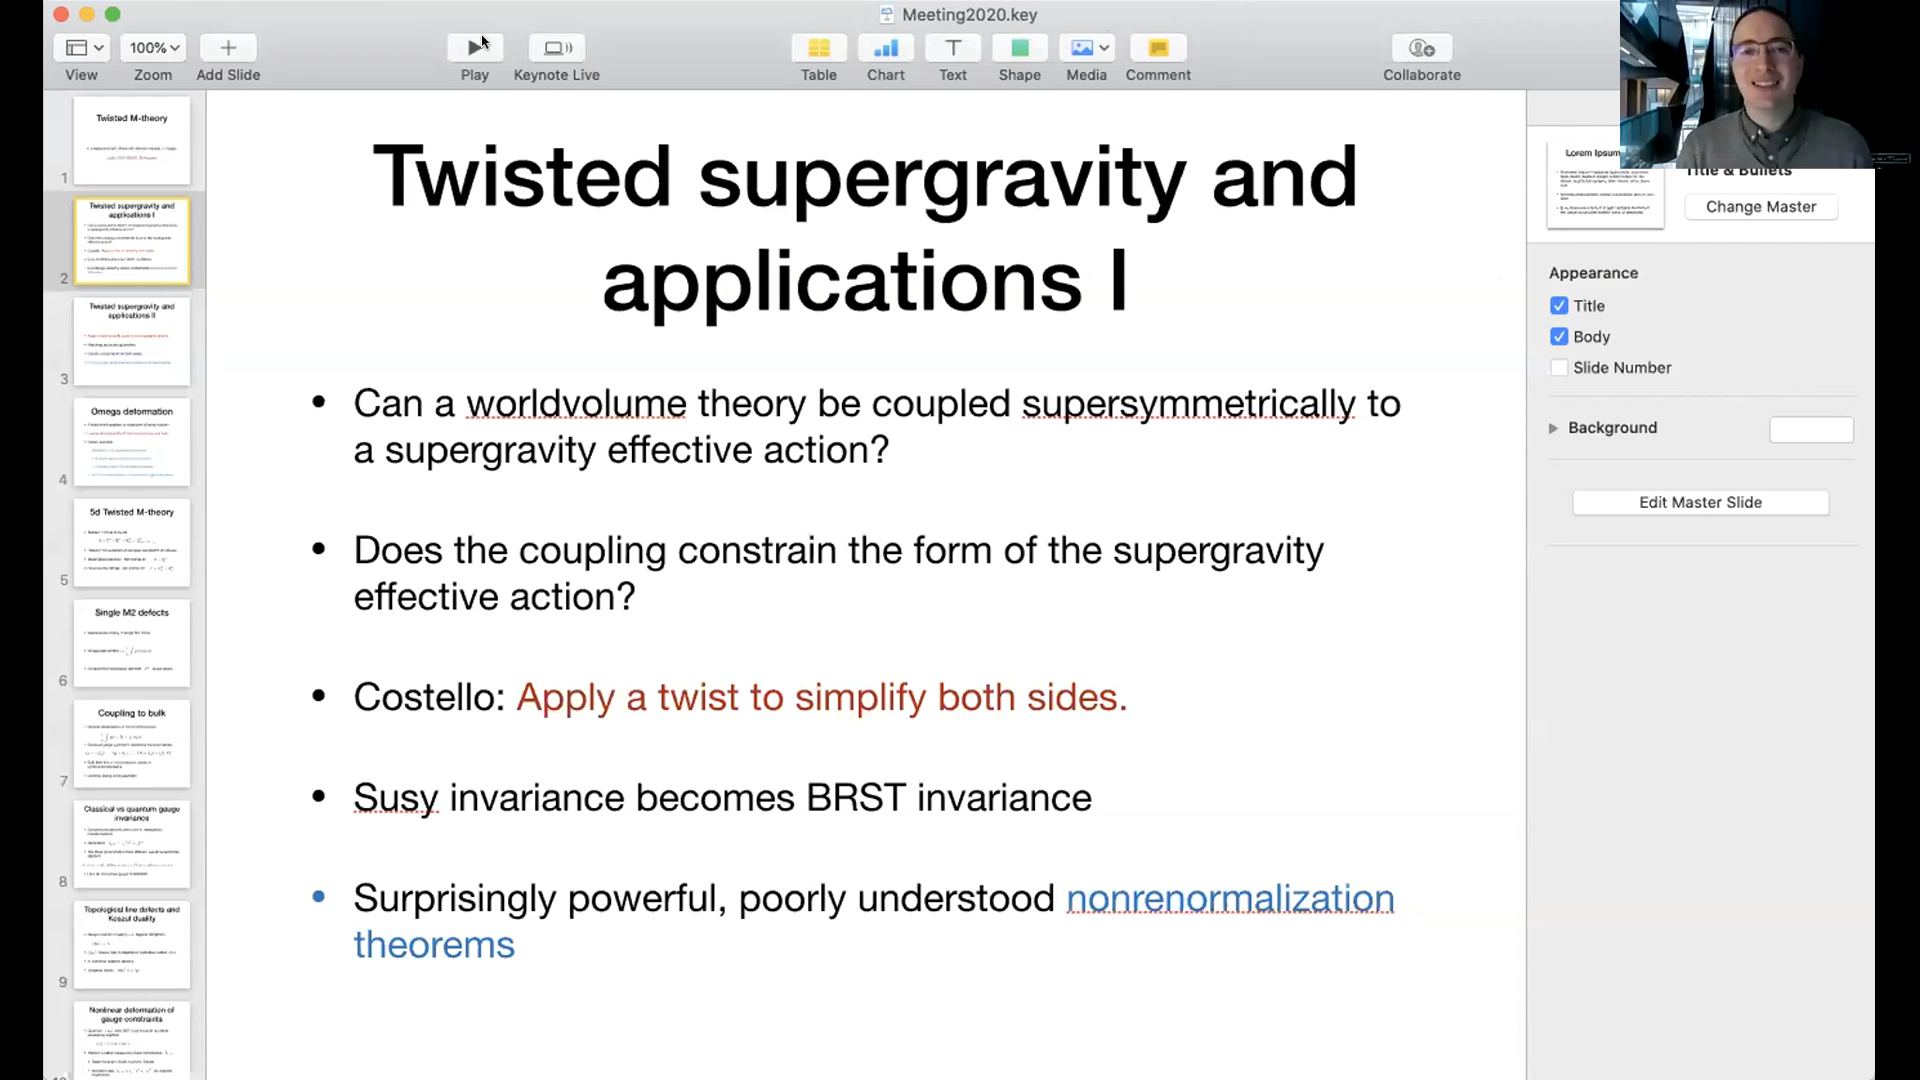 Meeting2020.key
100%
View
Zoom
Add Slide
Play
Keynote Live
Table
Chart
Text
Shape
Media
Comment
Collaborate
Twisted M-theory
1
Twisted supergravity and
applications I
2
Twisted supergravity and
applications II
3
Omega deformation
4
5d Twisted M-theory
5
Single M2 defects
6
Coupling to bulk
7
Classical vs quantum gauge
invariance
8
Topological line defects and
Koszul duality
9
Nonlinear deformation of
gauge constraints
Twisted supergravity and
applications I
• Can a worldvolume theory be coupled supersymmetrically to
a supergravity effective action?
• Does the coupling constrain the form of the supergravity
effective action?
• Costello: Apply a twist to simplify both sides.
• Susy invariance becomes BRST invariance
• Surprisingly powerful, poorly understood nonrenormalization
theorems
Lorem Ipsum
Title & Bullets
Change Master
Appearance
Title
Body
Slide Number
Background
Edit Master Slide